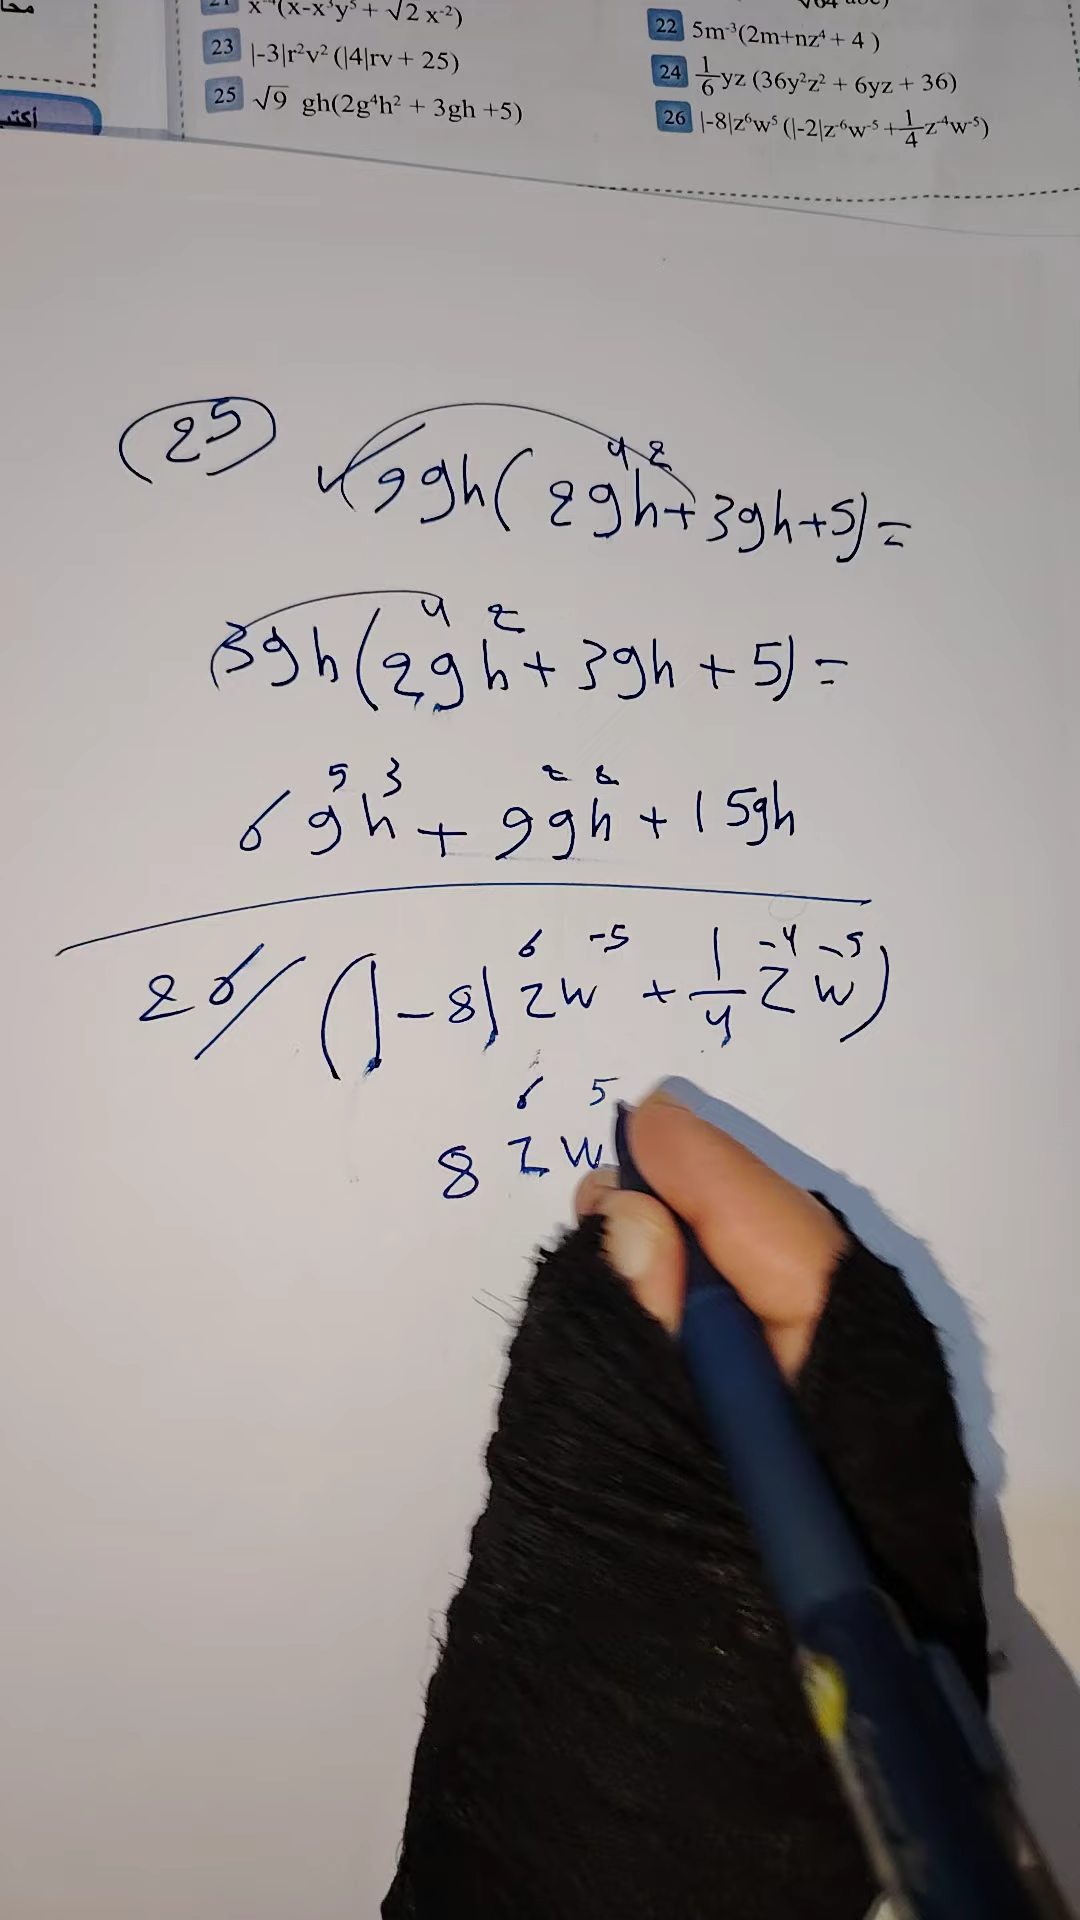 21 x⁻⁴(x-x³y⁵ + √2 x⁻²)
22 5m⁻³(2m+nz⁴ + 4 )
23 |-3|r²v² (|4|rv + 25)
24 1/6 yz (36y²z² + 6yz + 36)
25 √9 gh(2g⁴h² + 3gh +5)
26 |-8|z⁶w⁵ (|-2|z⁻⁶w⁻⁵ + 1/4 z⁻⁴w⁻⁵)
25
√9gh(2g⁴h²+3gh+5)=
3gh(2g⁴h²+3gh+5)=
6g⁵h³+9g²h²+15gh
26/ (|-8|z⁶w⁻⁵+1/4 z⁻⁴w⁻⁵)
8z⁶w⁵